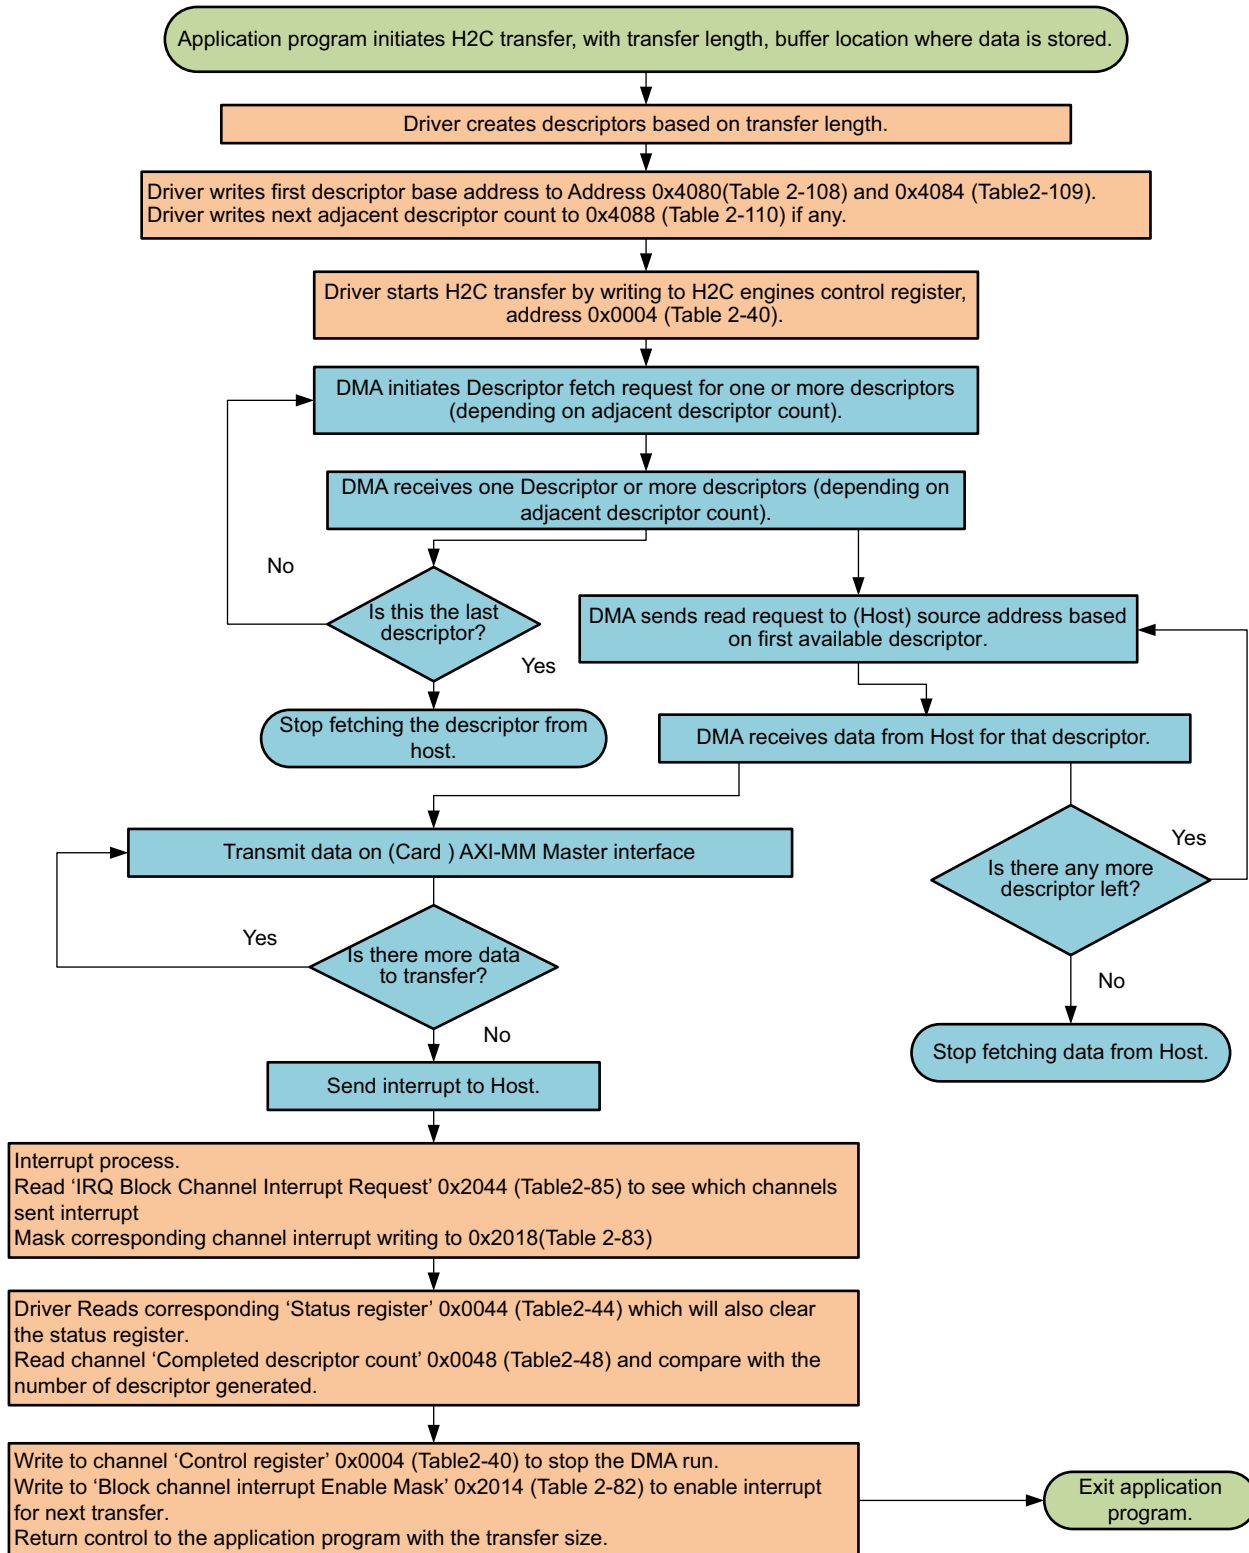 Application program initiates H2C transfer, with transfer length, buffer location where data is stored.
Driver creates descriptors based on transfer length.
Driver writes first descriptor base address to Address 0x4080(Table 2-108) and 0x4084 (Table2-109).
Driver writes next adjacent descriptor count to 0x4088 (Table 2-110) if any.
Driver starts H2C transfer by writing to H2C engines control register,
address 0x0004 (Table 2-40).
DMA initiates Descriptor fetch request for one or more descriptors
(depending on adjacent descriptor count).
DMA receives one Descriptor or more descriptors (depending on
adjacent descriptor count).
No
Is this the last
descriptor?
Yes
Stop fetching the descriptor from
host.
DMA sends read request to (Host) source address based
on first available descriptor.
DMA receives data from Host for that descriptor.
Yes
Is there any more
descriptor left?
No
Stop fetching data from Host.
Transmit data on (Card ) AXI-MM Master interface
Yes
Is there more data
to transfer?
No
Send interrupt to Host.
Interrupt process.
Read ‘IRQ Block Channel Interrupt Request’ 0x2044 (Table2-85) to see which channels
sent interrupt
Mask corresponding channel interrupt writing to 0x2018(Table 2-83)
Driver Reads corresponding ‘Status register’ 0x0044 (Table2-44) which will also clear
the status register.
Read channel ‘Completed descriptor count’ 0x0048 (Table2-48) and compare with the
number of descriptor generated.
Write to channel ‘Control register’ 0x0004 (Table2-40) to stop the DMA run.
Write to ‘Block channel interrupt Enable Mask’ 0x2014 (Table 2-82) to enable interrupt
for next transfer.
Return control to the application program with the transfer size.
Exit application
program.